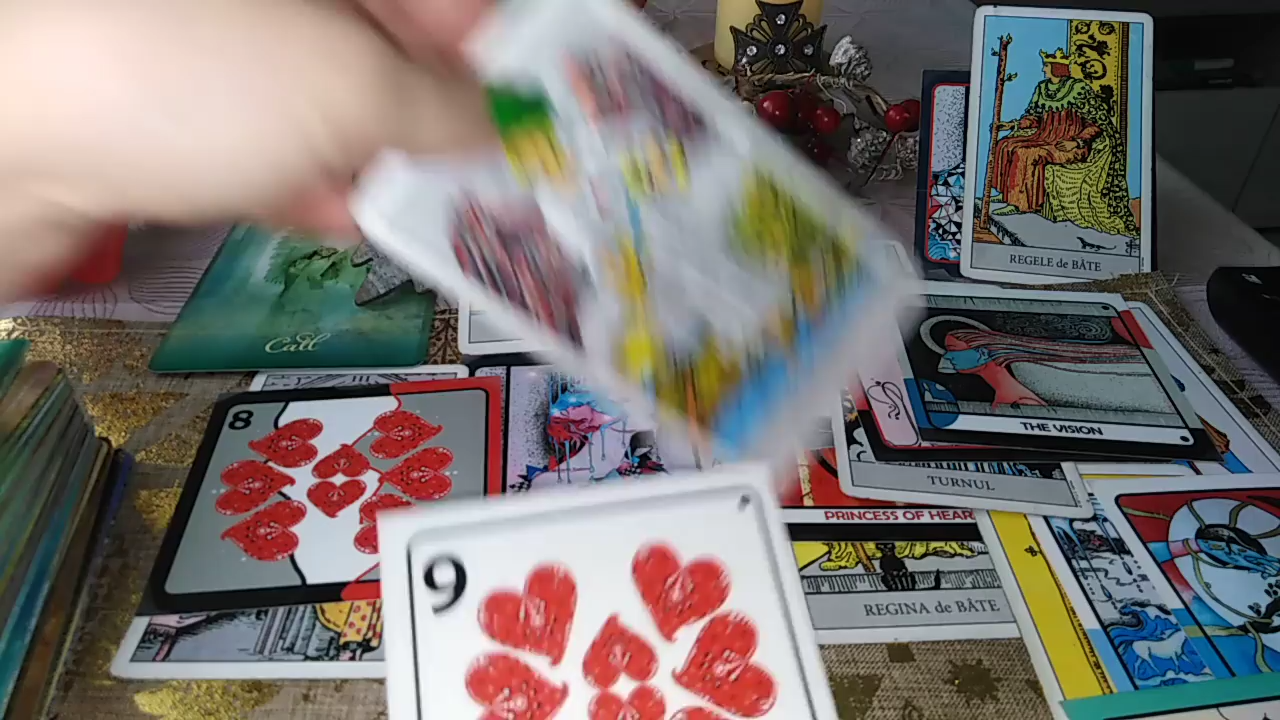 REGELE de BÂTE
Call
THE VISION
8
TURNUL
PRINCESS OF HEAR
9
REGINA de BÂTE